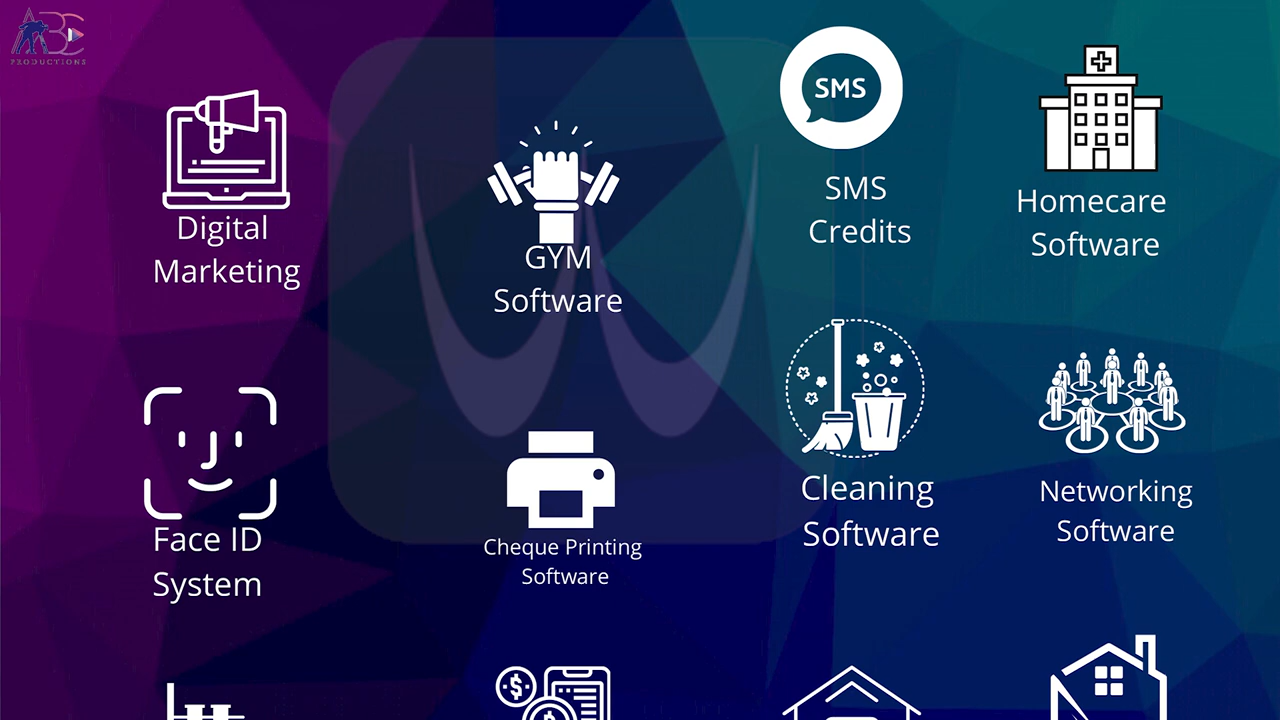 ABC
PRODUCTIONS
Digital
Marketing
GYM
Software
SMS
SMS
Credits
Homecare
Software
Face ID
System
Cheque Printing
Software
Cleaning
Software
Networking
Software